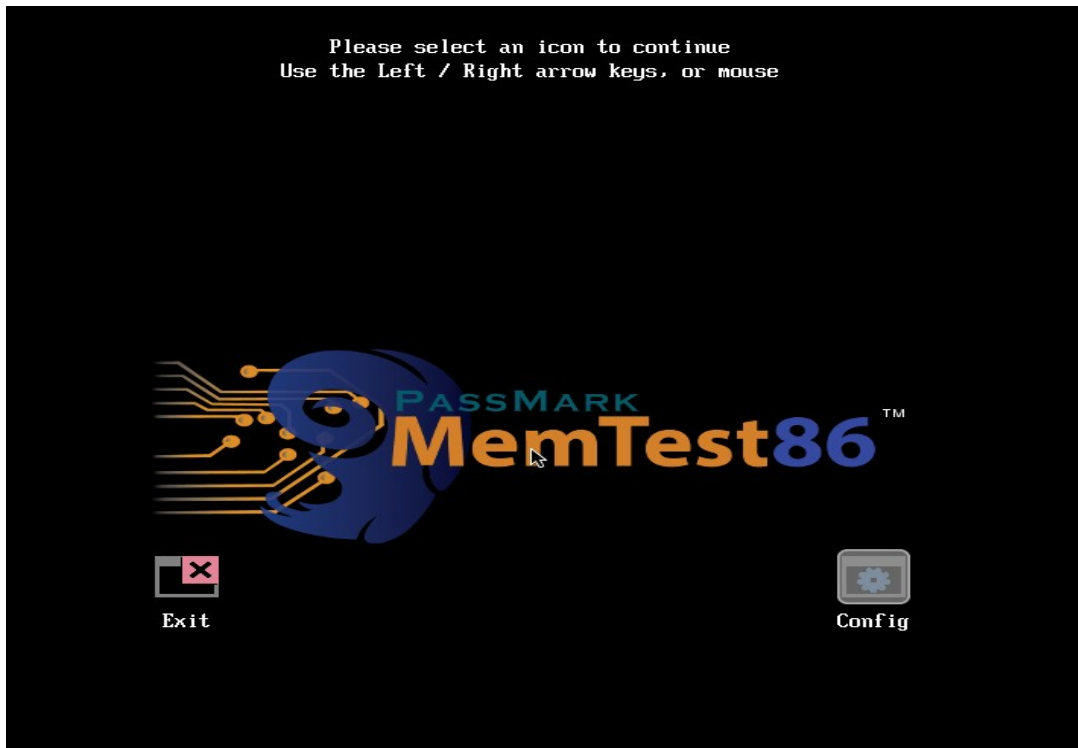 Please select an icon to continue
Use the Left / Right arrow keys, or mouse
PASSMARK
MemTest86™
Exit
Config